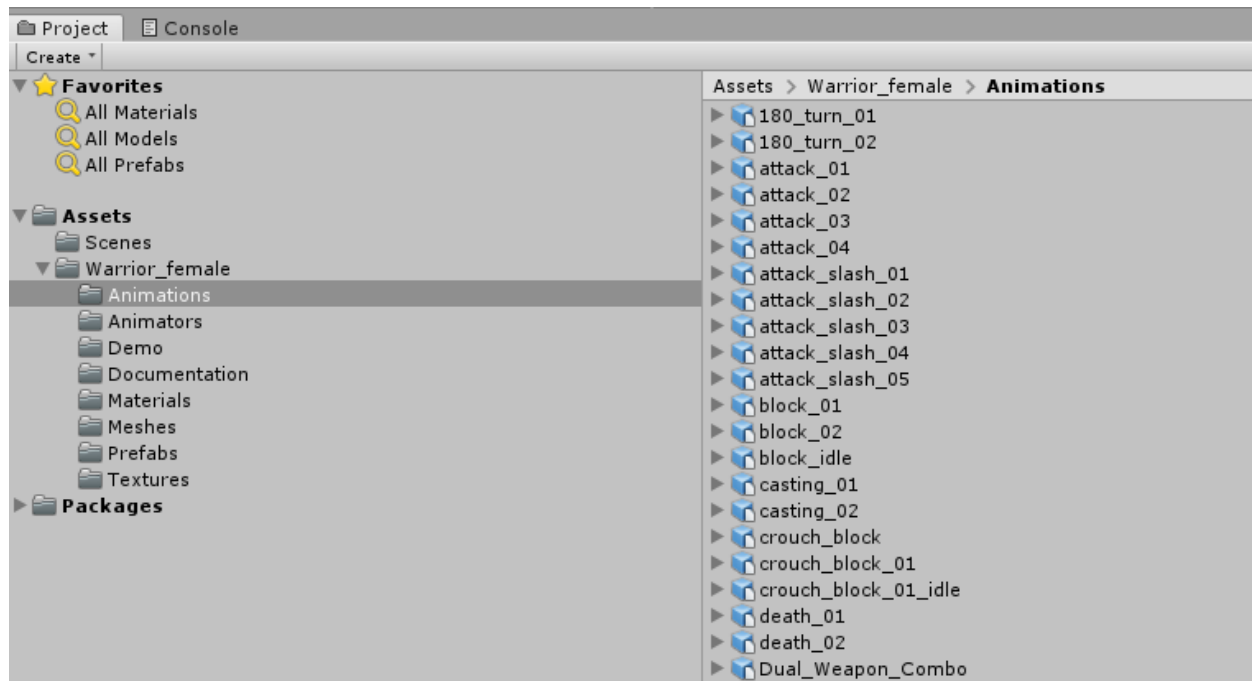 Project
Console
Create
Favorites
All Materials
All Models
All Prefabs
Assets
Scenes
Warrior_female
Animations
Animators
Demo
Documentation
Materials
Meshes
Prefabs
Textures
Packages
Assets > Warrior_female > Animations
180_turn_01
180_turn_02
attack_01
attack_02
attack_03
attack_04
attack_slash_01
attack_slash_02
attack_slash_03
attack_slash_04
attack_slash_05
block_01
block_02
block_idle
casting_01
casting_02
crouch_block
crouch_block_01
crouch_block_01_idle
death_01
death_02
Dual_Weapon_Combo